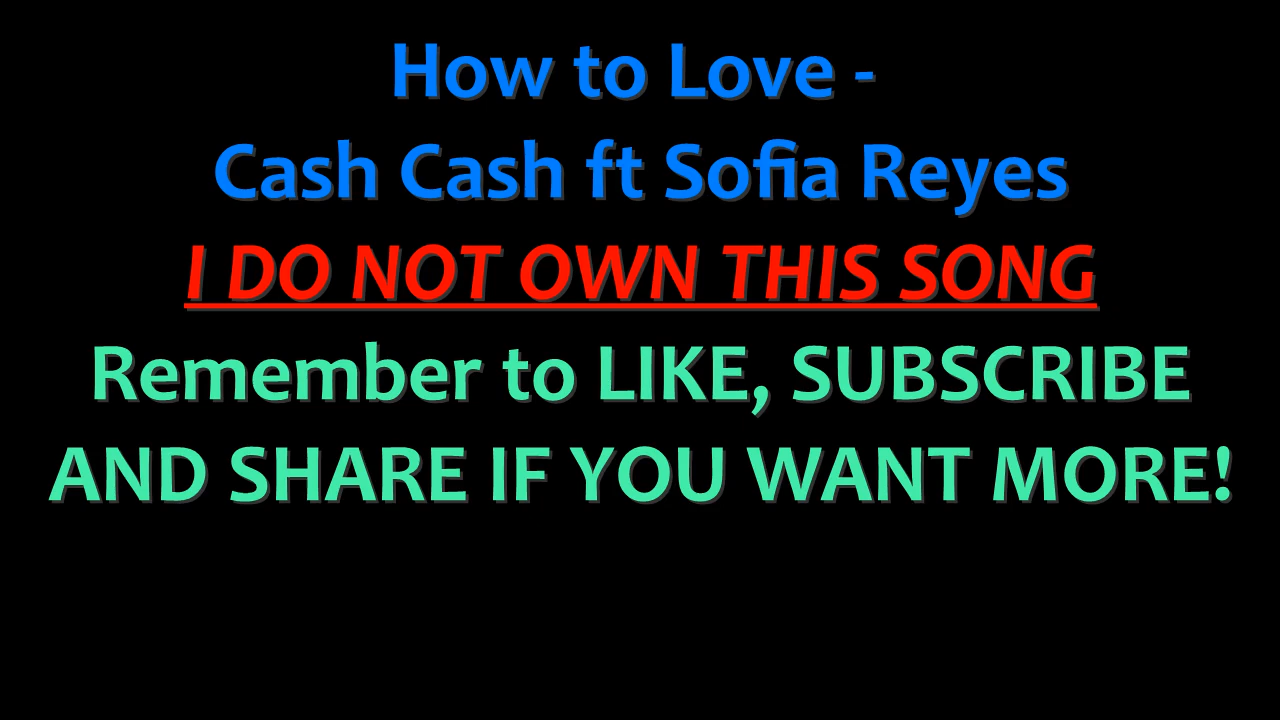 How to Love -
Cash Cash ft Sofia Reyes
I DO NOT OWN THIS SONG
Remember to LIKE, SUBSCRIBE
AND SHARE IF YOU WANT MORE!